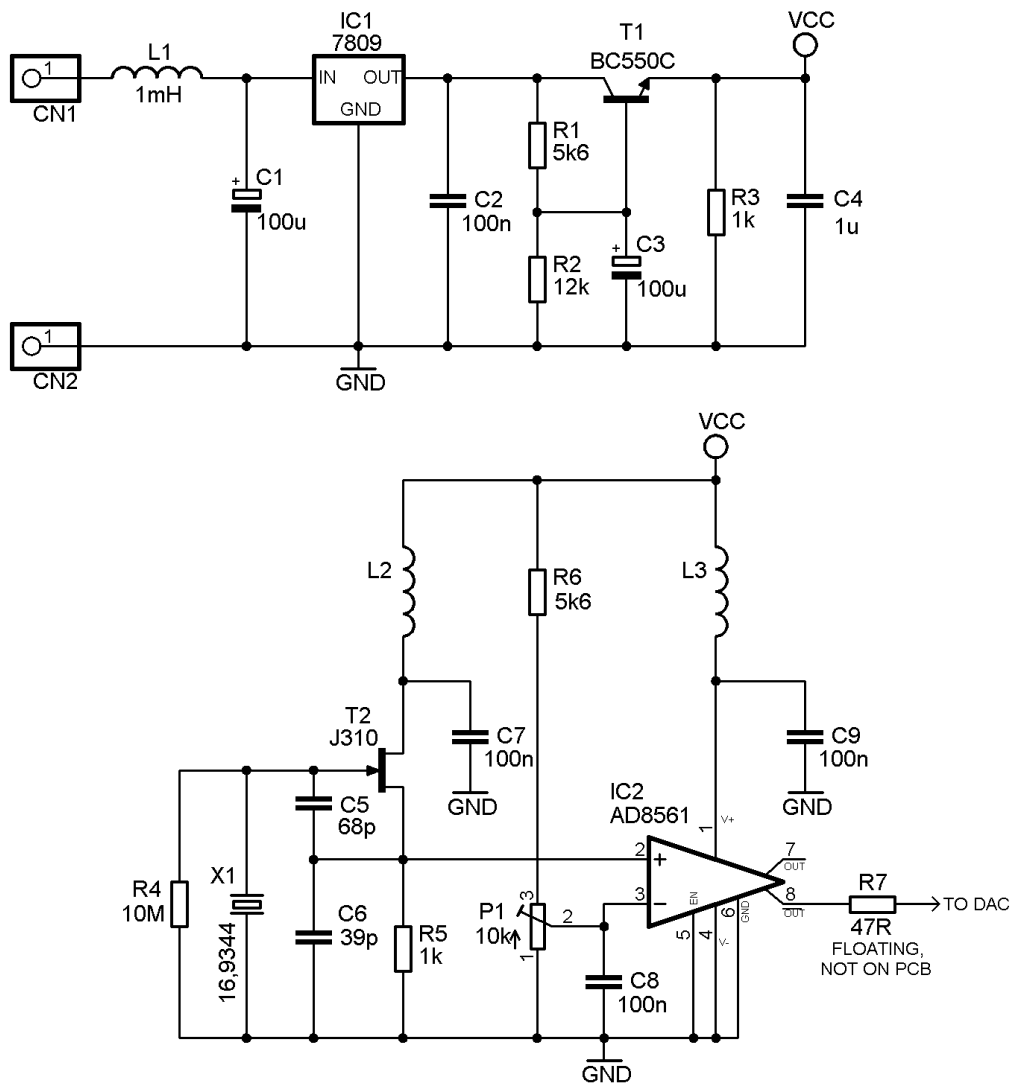 VCC
IC1
7809
T1
BC550C
L1
1mH
1
CN1
IN OUT
GND
R1
5k6
+
C1
100u
C2
100n
R3
1k
C4
1u
+
C3
100u
R2
12k
1
CN2
GND
VCC
L2
R6
5k6
L3
T2
J310
C7
100n
GND
C9
100n
GND
C5
68p
IC2
AD8561
1
V+
2
+
7
OUT
X1
R4
10M
3
−
8
OUT
R7
47R
TO DAC
FLOATING,
NOT ON PCB
EN
GND
P1
10k
3
2
1
C6
39p
R5
1k
5
4
V-
6
16,9344
C8
100n
GND